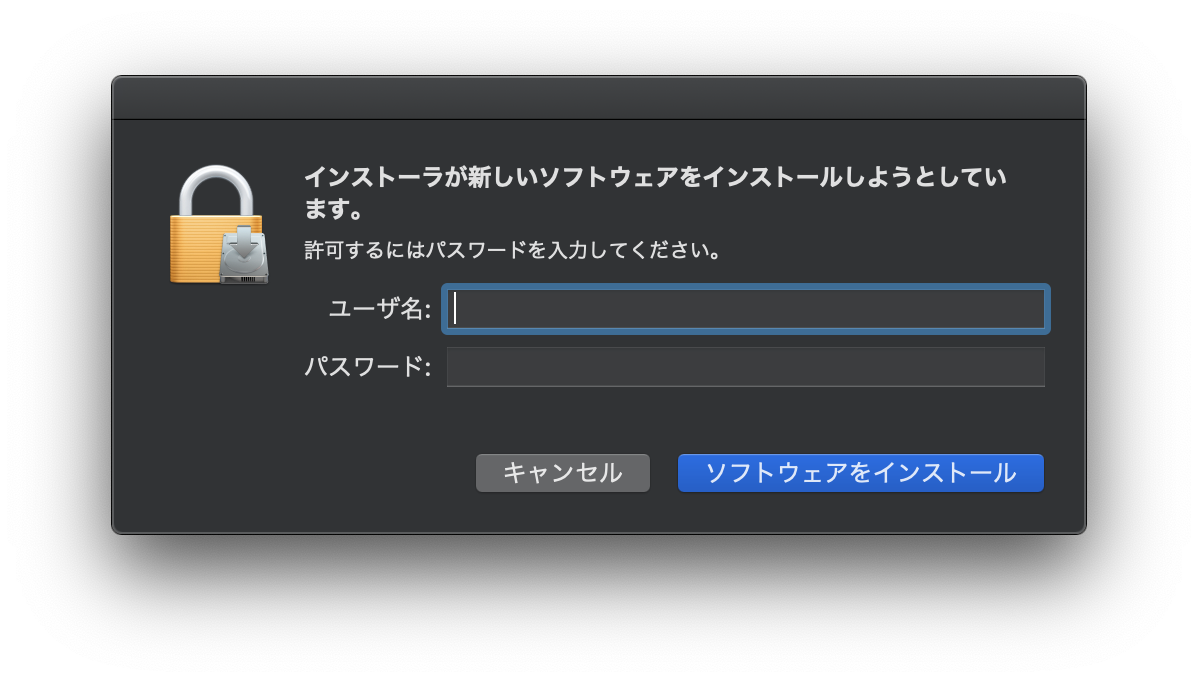 インストーラが新しいソフトウェアをインストールしようとしてい
ます。
許可するにはパスワードを入力してください。
ユーザ名:
パスワード:
キャンセル
ソフトウェアをインストール